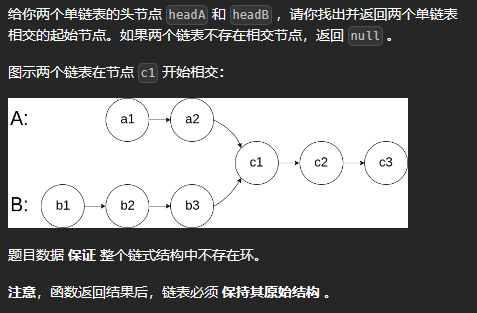 给你两个单链表的头节点 headA 和 headB ，请你找出并返回两个单链表
相交的起始节点。如果两个链表不存在相交节点，返回 null 。
图示两个链表在节点 c1 开始相交：
A: a1 a2
c1 c2 c3
B: b1 b2 b3
题目数据 保证 整个链式结构中不存在环。
注意，函数返回结果后，链表必须 保持其原始结构 。